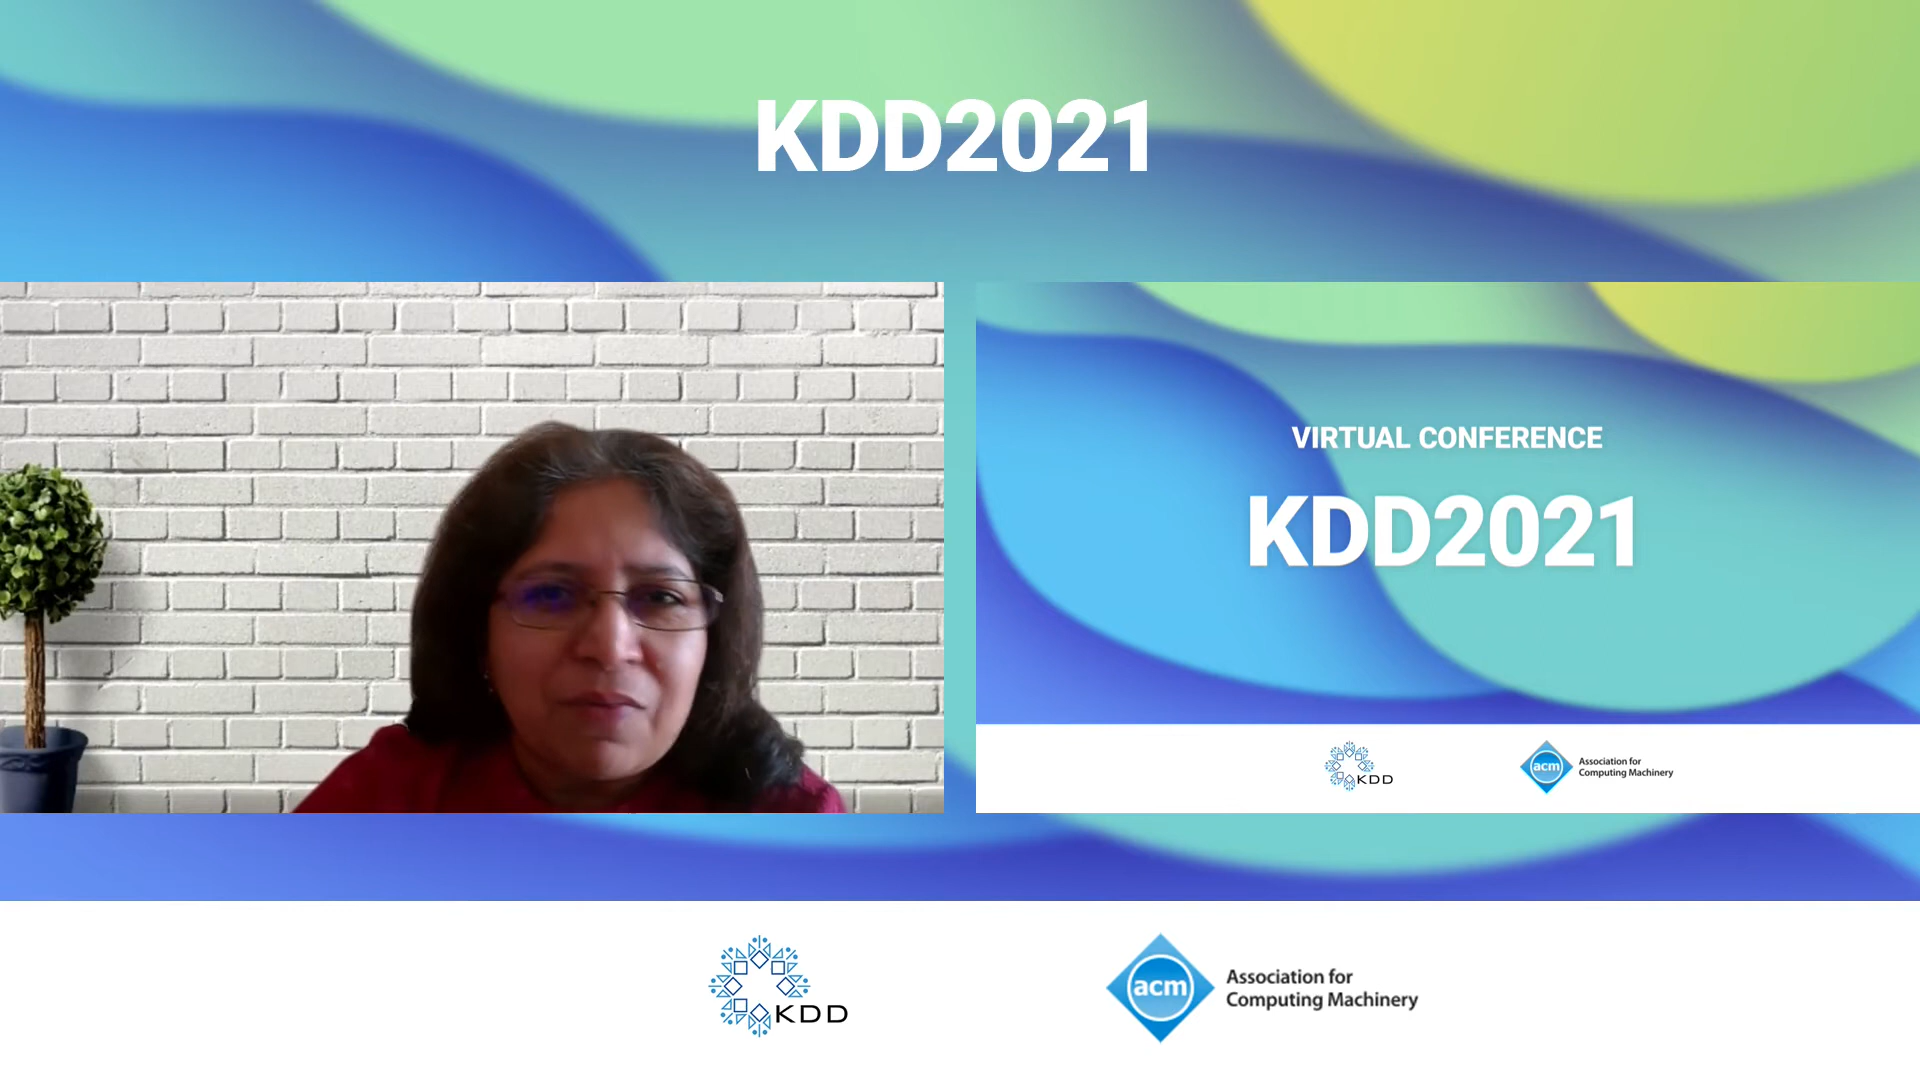 KDD2021
VIRTUAL CONFERENCE
KDD2021
KDD
acm
Association for
Computing Machinery
KDD
acm
Association for
Computing Machinery